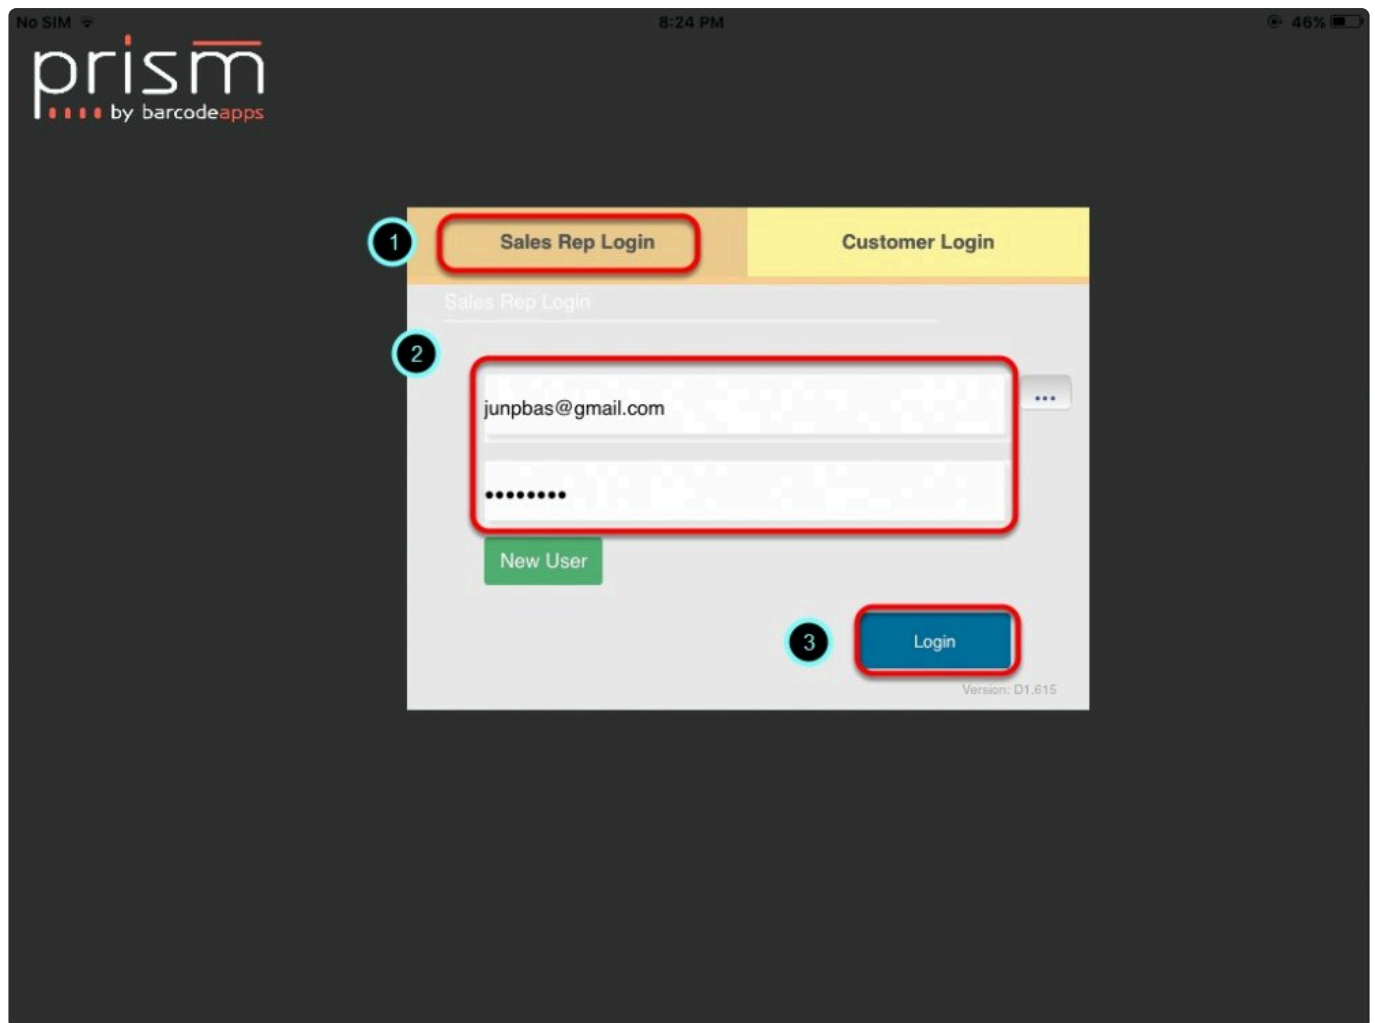 No SIM 8:24 PM 46%
prism
by barcodeapps
1 Sales Rep Login Customer Login
Sales Rep Login
2
junpbas@gmail.com ...
••••••••
New User
3 Login
Version: D1.615